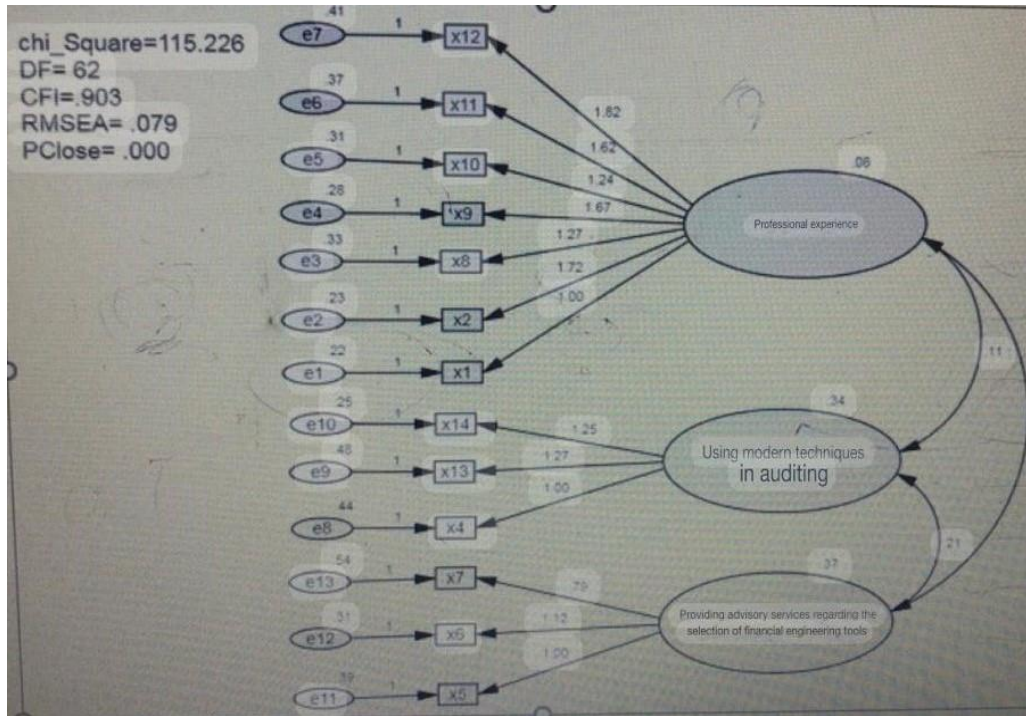 chi_Square=115.226
DF= 62
CFI=.903
RMSEA= .079
PClose= .000
.41
e7 1 x12
1.82
.37
e6 1 x11
1.62
.31
e5 1 x10
1.24
.08
.28
e4 1 x9
1.67
Professional experience
.33
e3 1 x8
1.27
.23
e2 1 x2
1.72
.22
e1 1 x1
1.00
.11
.25
e10 1 x14
1.25
.34
Using modern techniques
in auditing
.48
e9 1 x13
1.27
.44
e8 1 x4
1.00
.21
.54
e13 1 x7
.79
.37
Providing advisory services regarding the
selection of financial engineering tools
.31
e12 1 x6
1.12
e11 1 x5
1.00